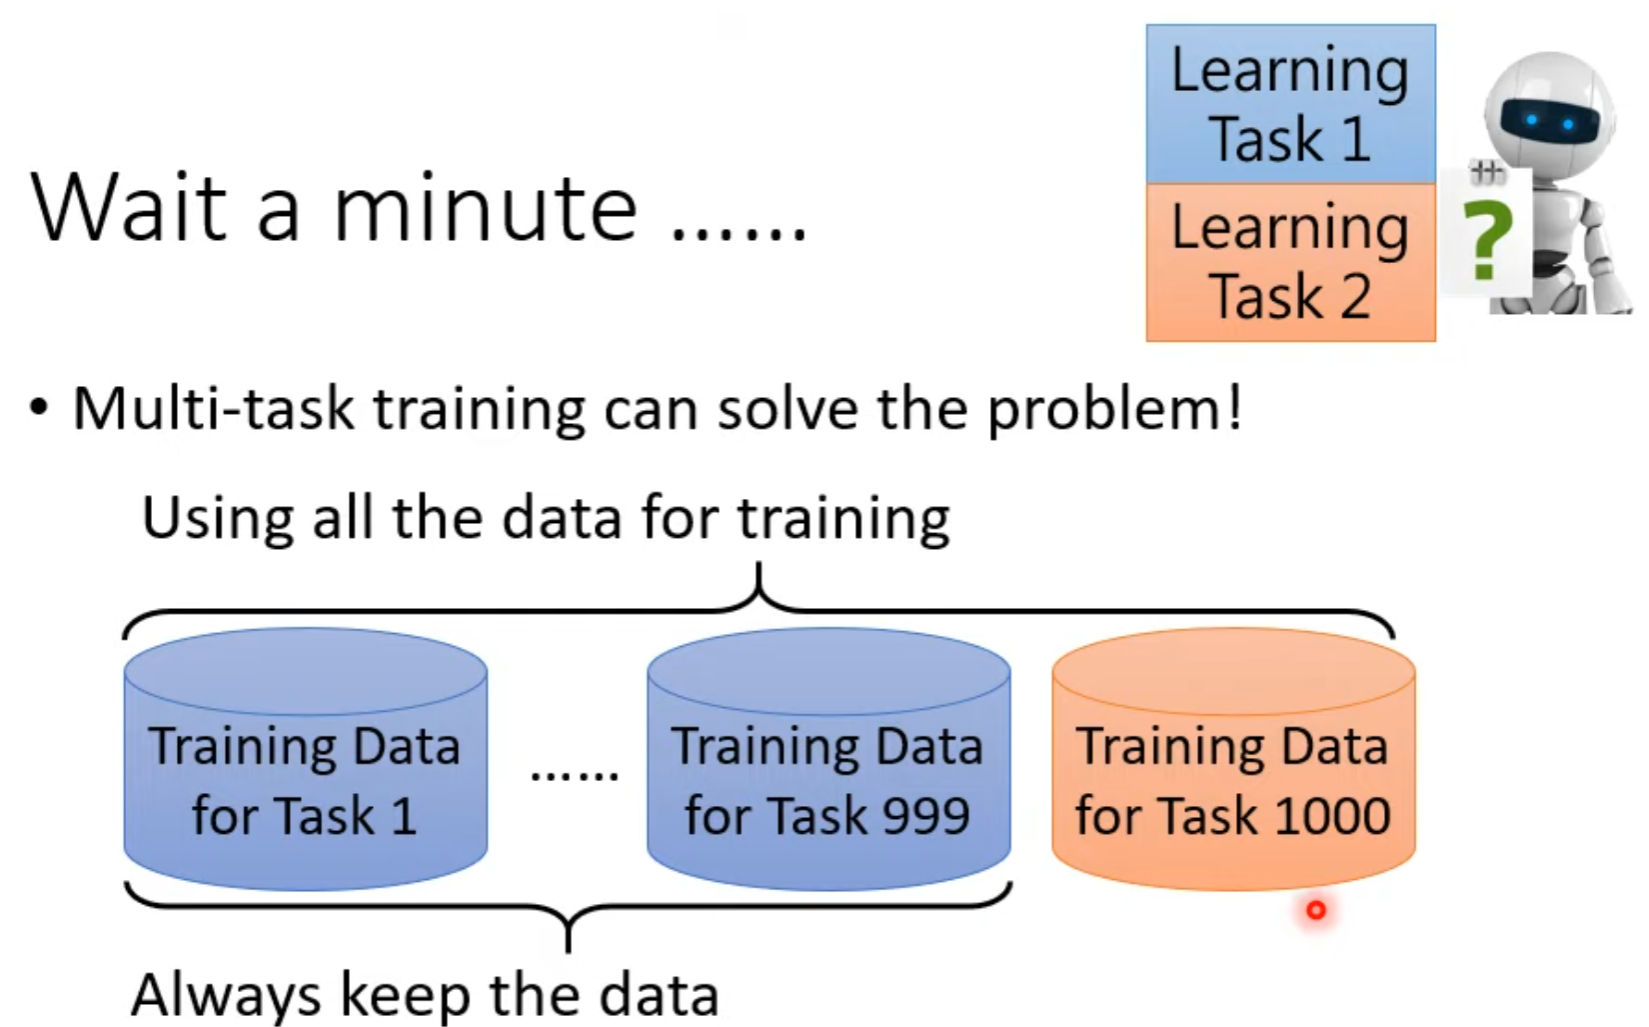 Learning
Task 1
Wait a minute ......
Learning
Task 2
?
• Multi-task training can solve the problem!
Using all the data for training
Training Data
for Task 1
......
Training Data
for Task 999
Training Data
for Task 1000
Always keep the data